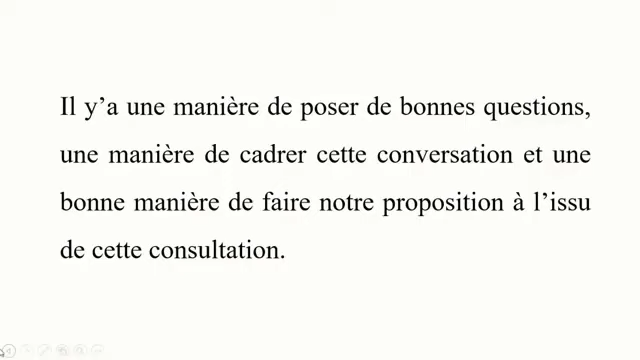 Il y’a une manière de poser de bonnes questions,
une manière de cadrer cette conversation et une
bonne manière de faire notre proposition à l’issu
de cette consultation.